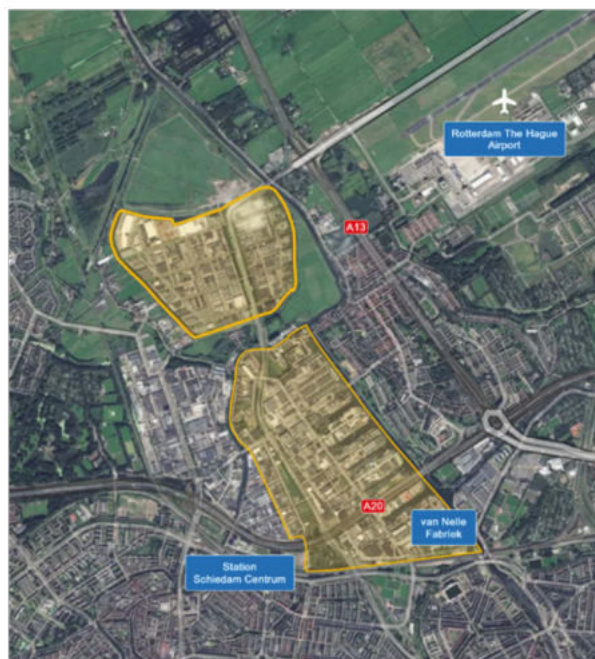 Rotterdam The Hague
Airport
A13
A20
van Nelle
Fabriek
Station
Schiedam Centrum